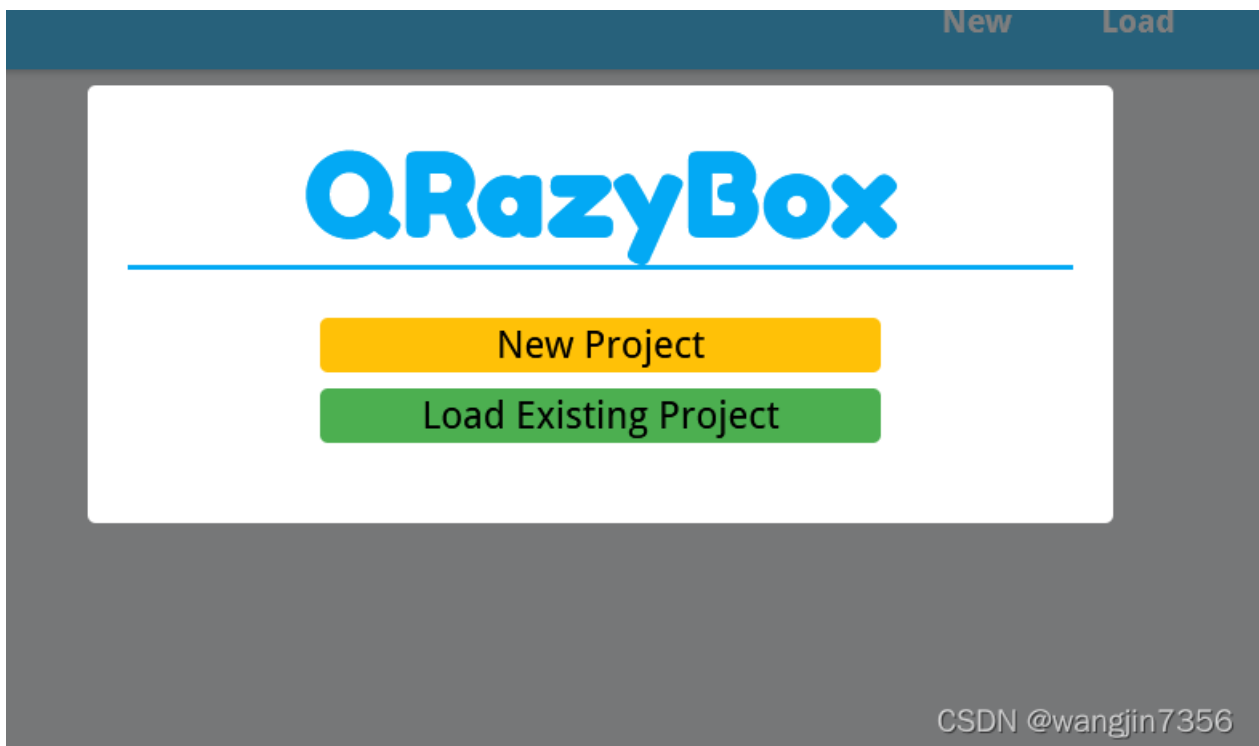 New Load
QRazyBox
New Project
Load Existing Project
CSDN @wangjin7356